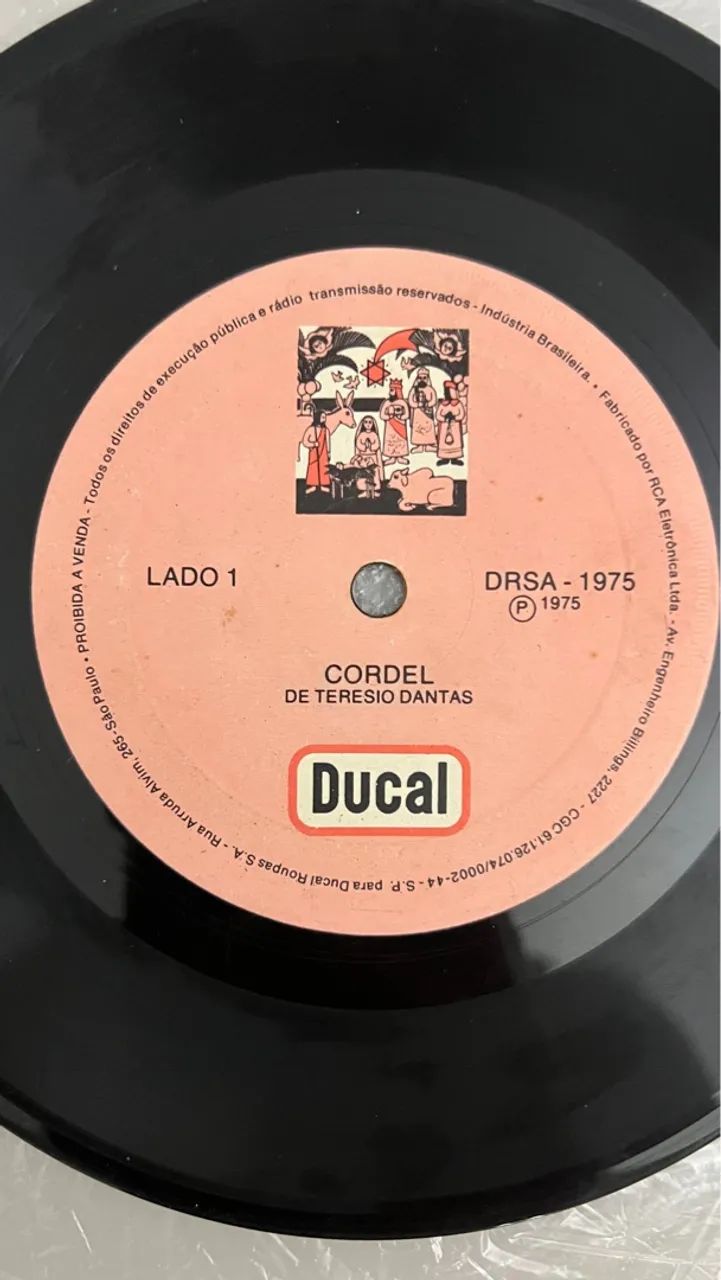 LADO 1
DRSA - 1975
Ⓟ 1975
CORDEL
DE TERESIO DANTAS
Ducal
PROIBIDA A VENDA - Todos os direitos de execução pública e rádio transmissão reservados - Indústria Brasileira. • Fabricado por RCA Eletrônica Ltda. - Av. Engenheiro Billings, 2227 - CGC 61.126.074/0002-44 - S.P. para Ducal Roupas S.A. - Rua Arruda Alvim, 265-São Paulo •